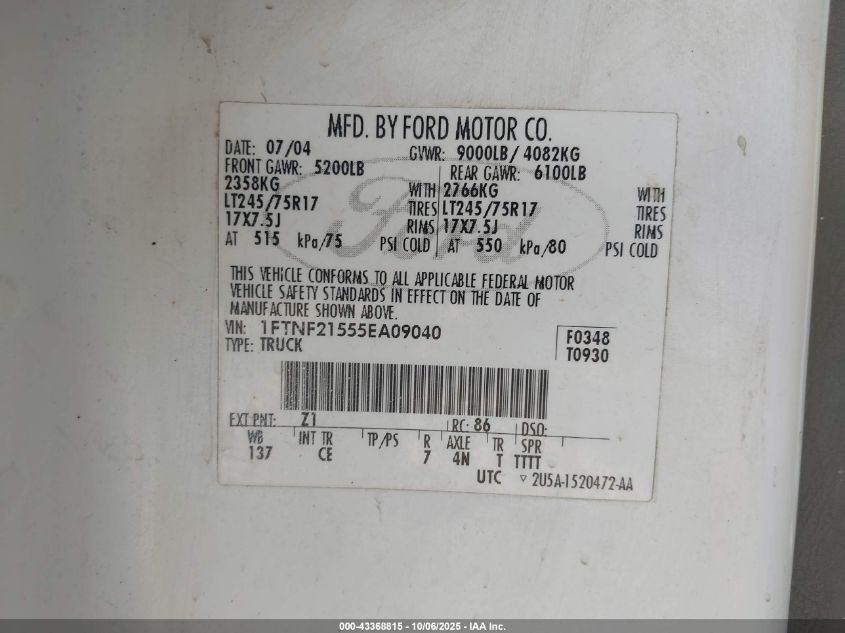 MFD. BY FORD MOTOR CO.
DATE: 07/04 GVWR: 9000LB/ 4082KG
FRONT GAWR: 5200LB REAR GAWR: 6100LB
2358KG WITH 2766KG WITH
LT245/75R17 TIRES LT245/75R17 TIRES
17X7.5J RIMS 17X7.5J RIMS
AT 515 kPa/75 PSI COLD AT 550 kPa/80 PSI COLD
Ford
THIS VEHICLE CONFORMS TO ALL APPLICABLE FEDERAL MOTOR
VEHICLE SAFETY STANDARDS IN EFFECT ON THE DATE OF
MANUFACTURE SHOWN ABOVE.
VIN: 1FTNF21555EA09040 F0348
TYPE: TRUCK T0930
EXT PNT: Z1 RC: 86 DSO:
WB INT TR TP/PS R AXLE TR SPR
137 CE 7 4N T TTTT
UTC ▽ 2U5A-1520472-AA
000-43368815 - 10/06/2025 - IAA Inc.